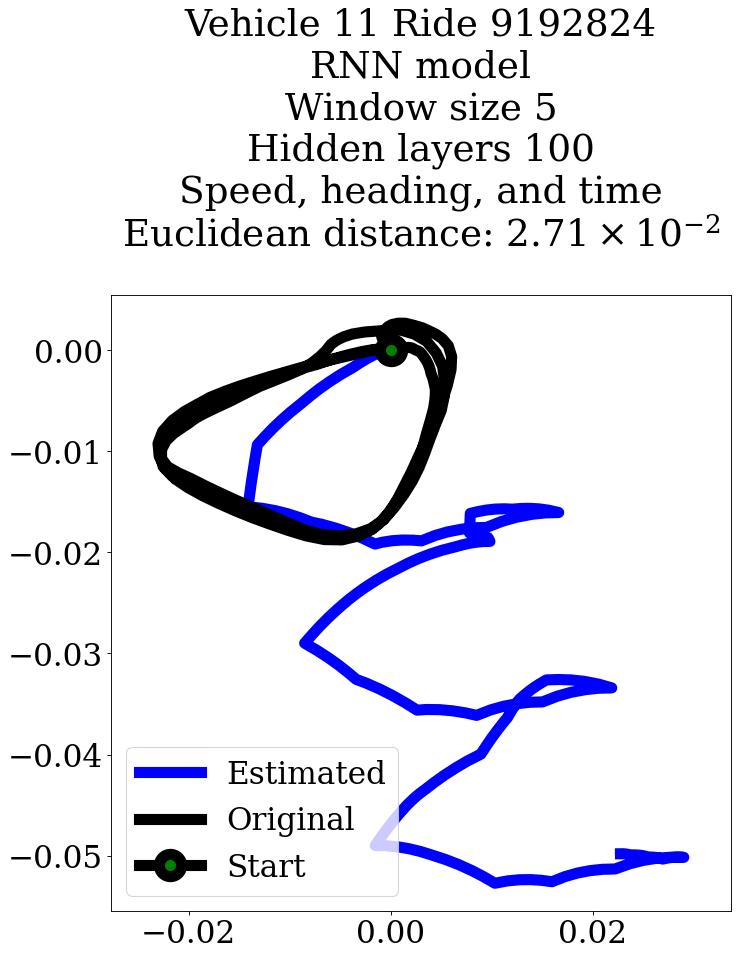 Vehicle 11 Ride 9192824
RNN model
Window size 5
Hidden layers 100
Speed, heading, and time
Euclidean distance: 2.71 × 10⁻²
0.00
−0.01
−0.02
−0.03
−0.04
−0.05
Estimated
Original
Start
−0.02 0.00 0.02